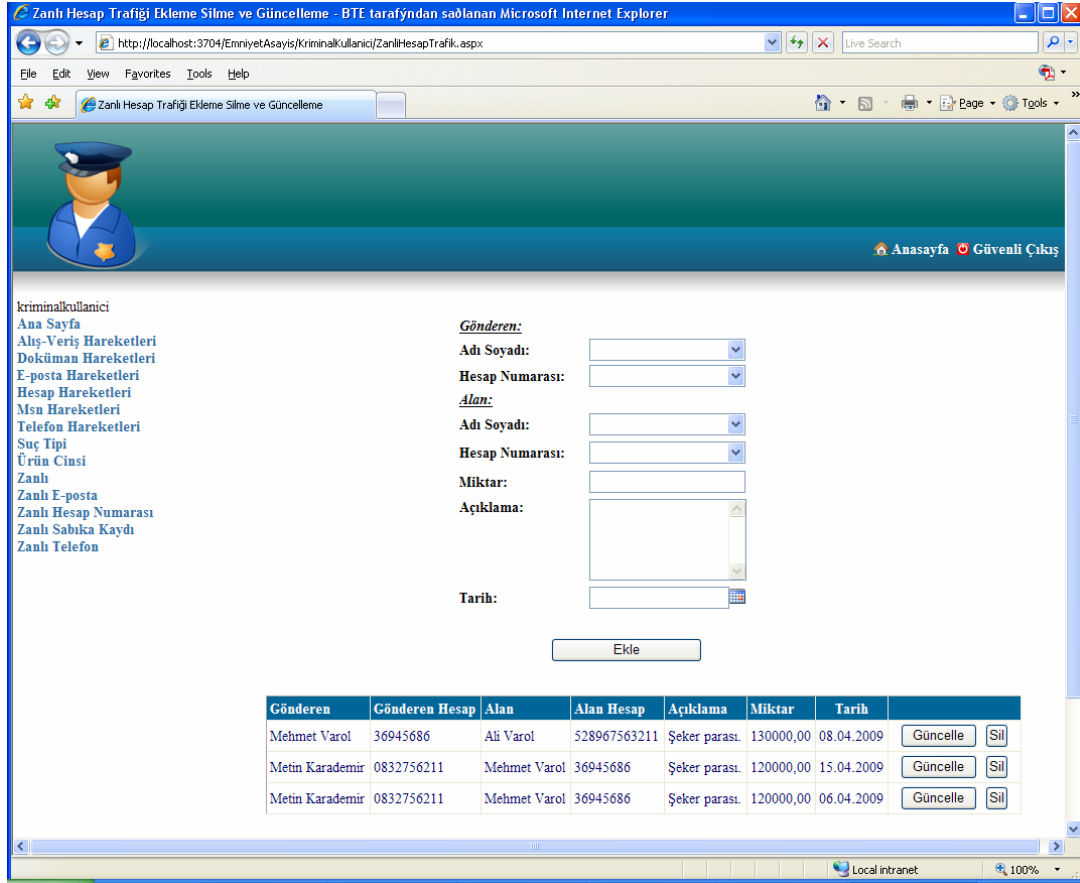 Zanlı Hesap Trafiği Ekleme Silme ve Güncelleme - BTE tarafýndan saðlanan Microsoft Internet Explorer
http://localhost:3704/EmniyetAsayis/KriminalKullanici/ZanliHesapTrafik.aspx
Live Search
File Edit View Favorites Tools Help
Zanlı Hesap Trafiği Ekleme Silme ve Güncelleme
Page Tools
Anasayfa Güvenli Çıkış
kriminalkullanici
Ana Sayfa
Alış-Veriş Hareketleri
Doküman Hareketleri
E-posta Hareketleri
Hesap Hareketleri
Msn Hareketleri
Telefon Hareketleri
Suç Tipi
Ürün Cinsi
Zanlı
Zanlı E-posta
Zanlı Hesap Numarası
Zanlı Sabıka Kaydı
Zanlı Telefon
Gönderen:
Adı Soyadı:
Hesap Numarası:
Alan:
Adı Soyadı:
Hesap Numarası:
Miktar:
Açıklama:
Tarih:
Ekle
Gönderen Gönderen Hesap Alan Alan Hesap Açıklama Miktar Tarih
Mehmet Varol 36945686 Ali Varol 528967563211 Şeker parası. 130000,00 08.04.2009 Güncelle Sil
Metin Karademir 0832756211 Mehmet Varol 36945686 Şeker parası. 120000,00 15.04.2009 Güncelle Sil
Metin Karademir 0832756211 Mehmet Varol 36945686 Şeker parası. 120000,00 06.04.2009 Güncelle Sil
Local intranet 100%